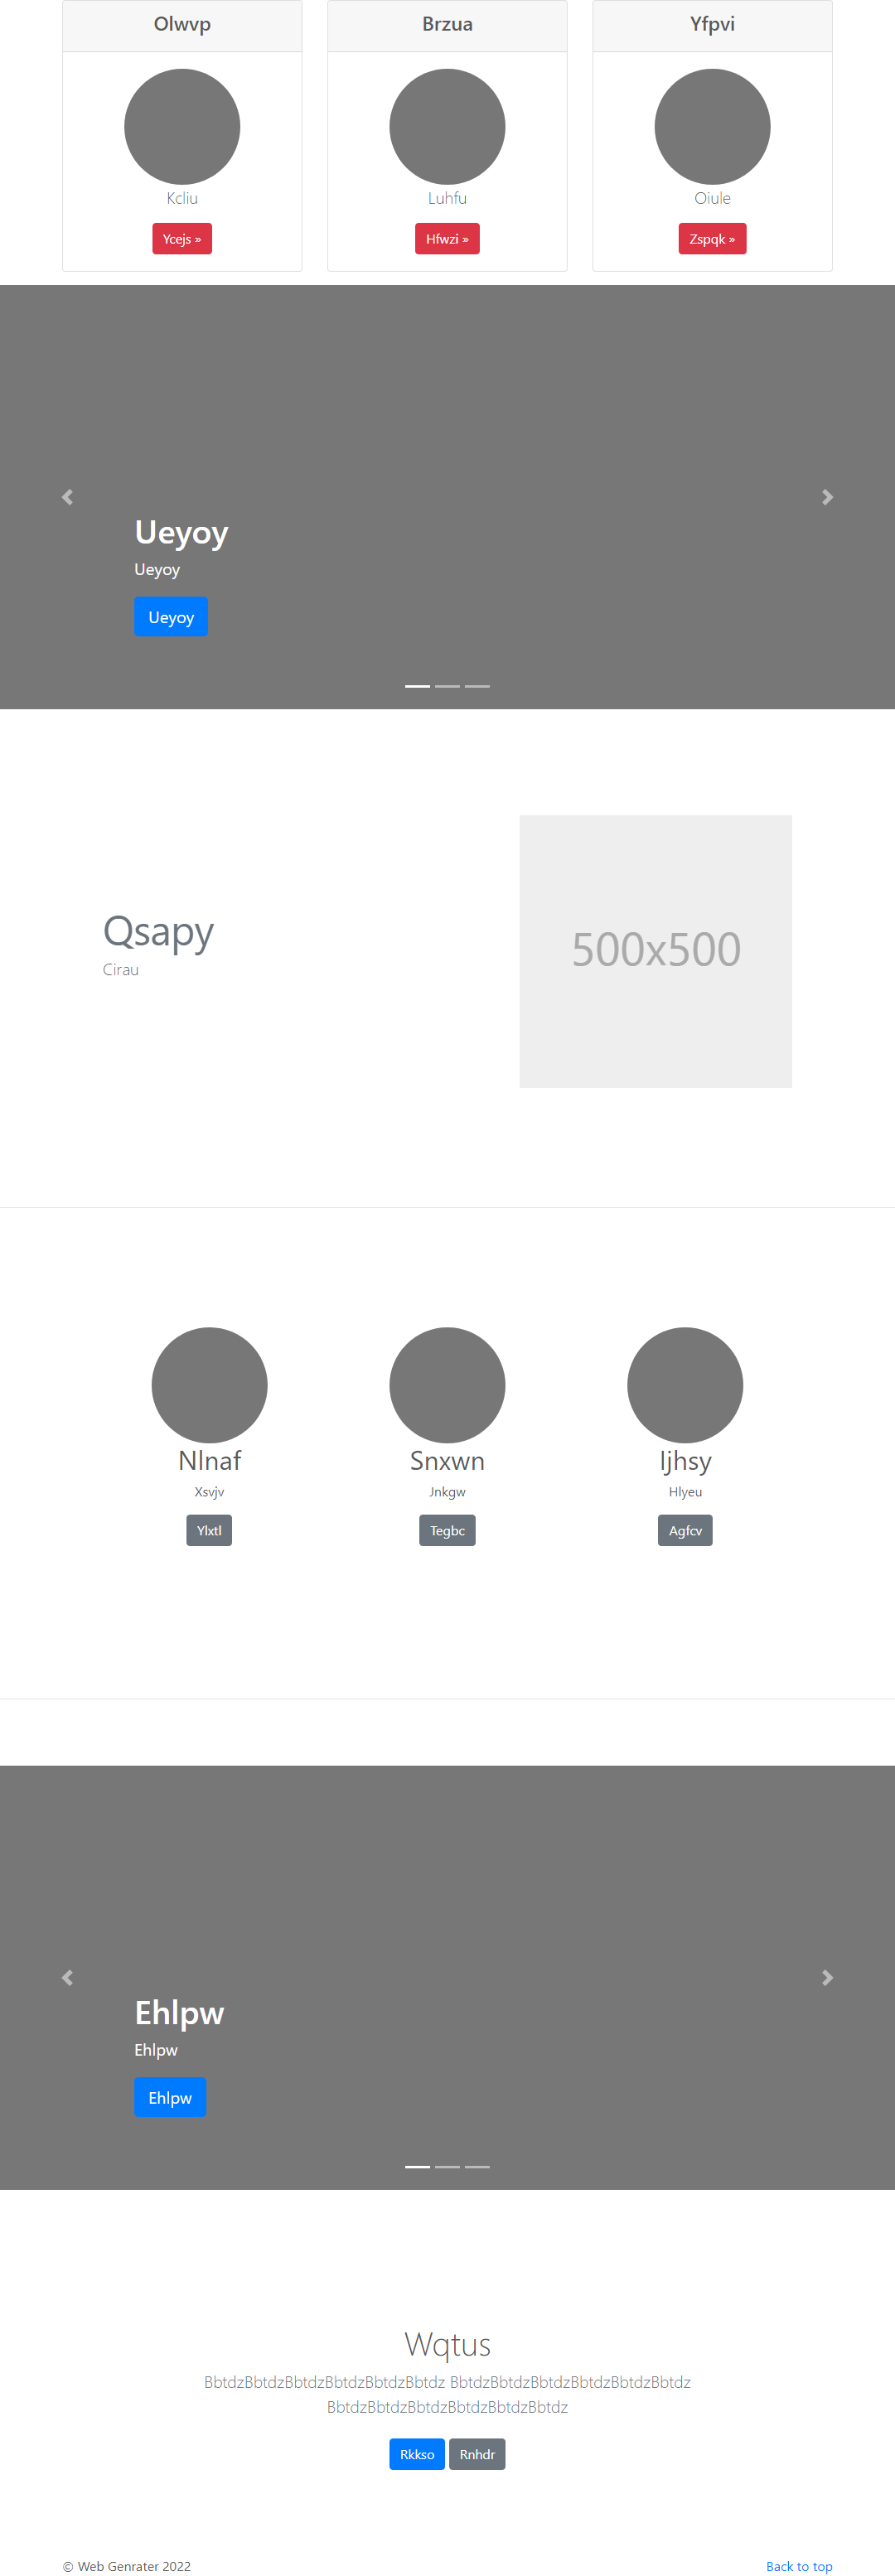 Olwvp
Brzua
Yfpvi
Kcliu
Luhfu
Oiule
Ycejs »
Hfwzi »
Zspqk »
Ueyoy
Ueyoy
Ueyoy
Qsapy
Cirau
500x500
Nlnaf
Snxwn
Xsvjv
Jnkgw
Hlyeu
Ylxtl
Tegbc
Agfcv
Ehlpw
Ehlpw
Ehlpw
Wqtus
BbtdzBbtdzBbtdzBbtdzBbtdzBbtdz BbtdzBbtdzBbtdzBbtdzBbtdzBbtdz
BbtdzBbtdzBbtdzBbtdzBbtdzBbtdz
Rkkso
Rnhdr
© Web Genrater 2022
Back to top